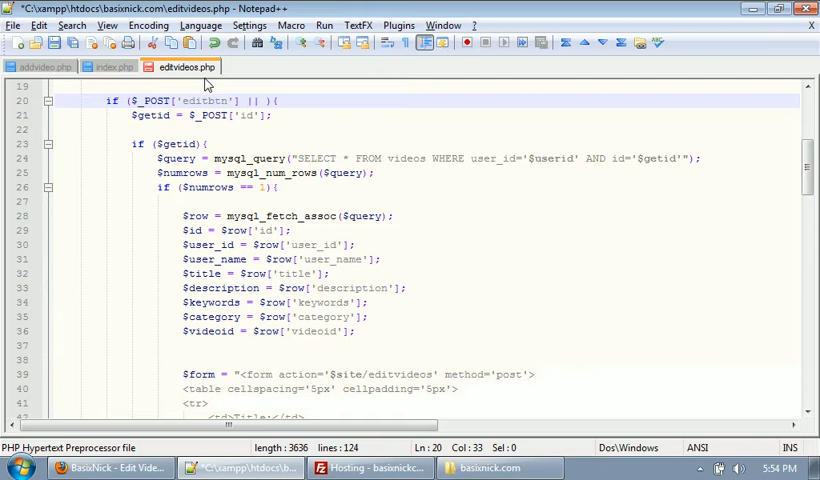 *C:\xampp\htdocs\basixnick.com\editvideos.php - Notepad++
File Edit Search View Encoding Language Settings Macro Run TextFX Plugins Window ?
X
addvideo.php index.php editvideos.php
19
20 if ($_POST['editbtn'] || ){
21 $getid = $_POST['id'];
22
23 if ($getid){
24 $query = mysql_query("SELECT * FROM videos WHERE user_id='$userid' AND id='$getid'");
25 $numrows = mysql_num_rows($query);
26 if ($numrows == 1){
27
28 $row = mysql_fetch_assoc($query);
29 $id = $row['id'];
30 $user_id = $row['user_id'];
31 $user_name = $row['user_name'];
32 $title = $row['title'];
33 $description = $row['description'];
34 $keywords = $row['keywords'];
35 $category = $row['category'];
36 $videoid = $row['videoid'];
37
38
39 $form = "<form action='$site/editvideos' method='post'>
40 <table cellspacing='5px' cellpadding='5px'>
41 <tr>
42 <td>Title:</td>
PHP Hypertext Preprocessor file length : 3636 lines : 124 Ln : 20 Col : 33 Sel : 0 Dos\Windows ANSI INS
BasixNick - Edit Vide... *C:\xampp\htdocs\b... Hosting - basixnickc... basixnick.com 5:54 PM